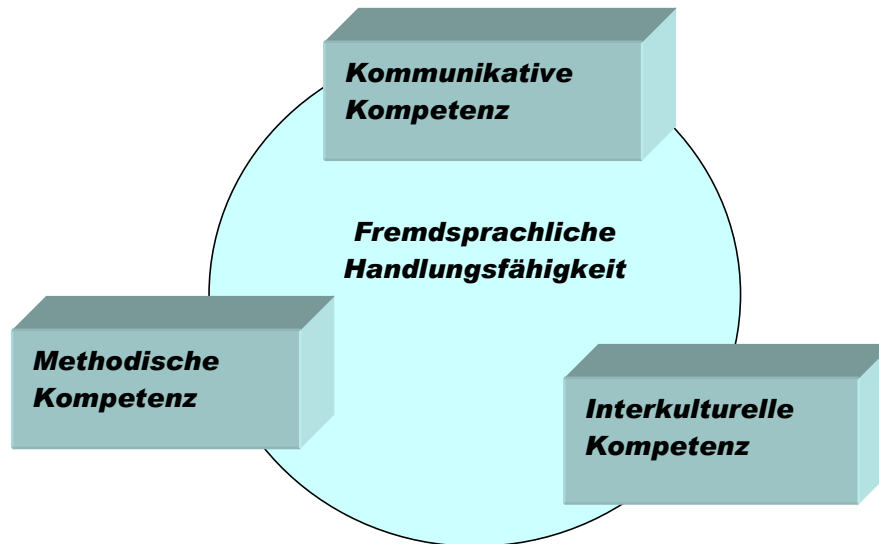 Kommunikative
Kompetenz
Fremdsprachliche
Handlungsfähigkeit
Methodische
Kompetenz
Interkulturelle
Kompetenz